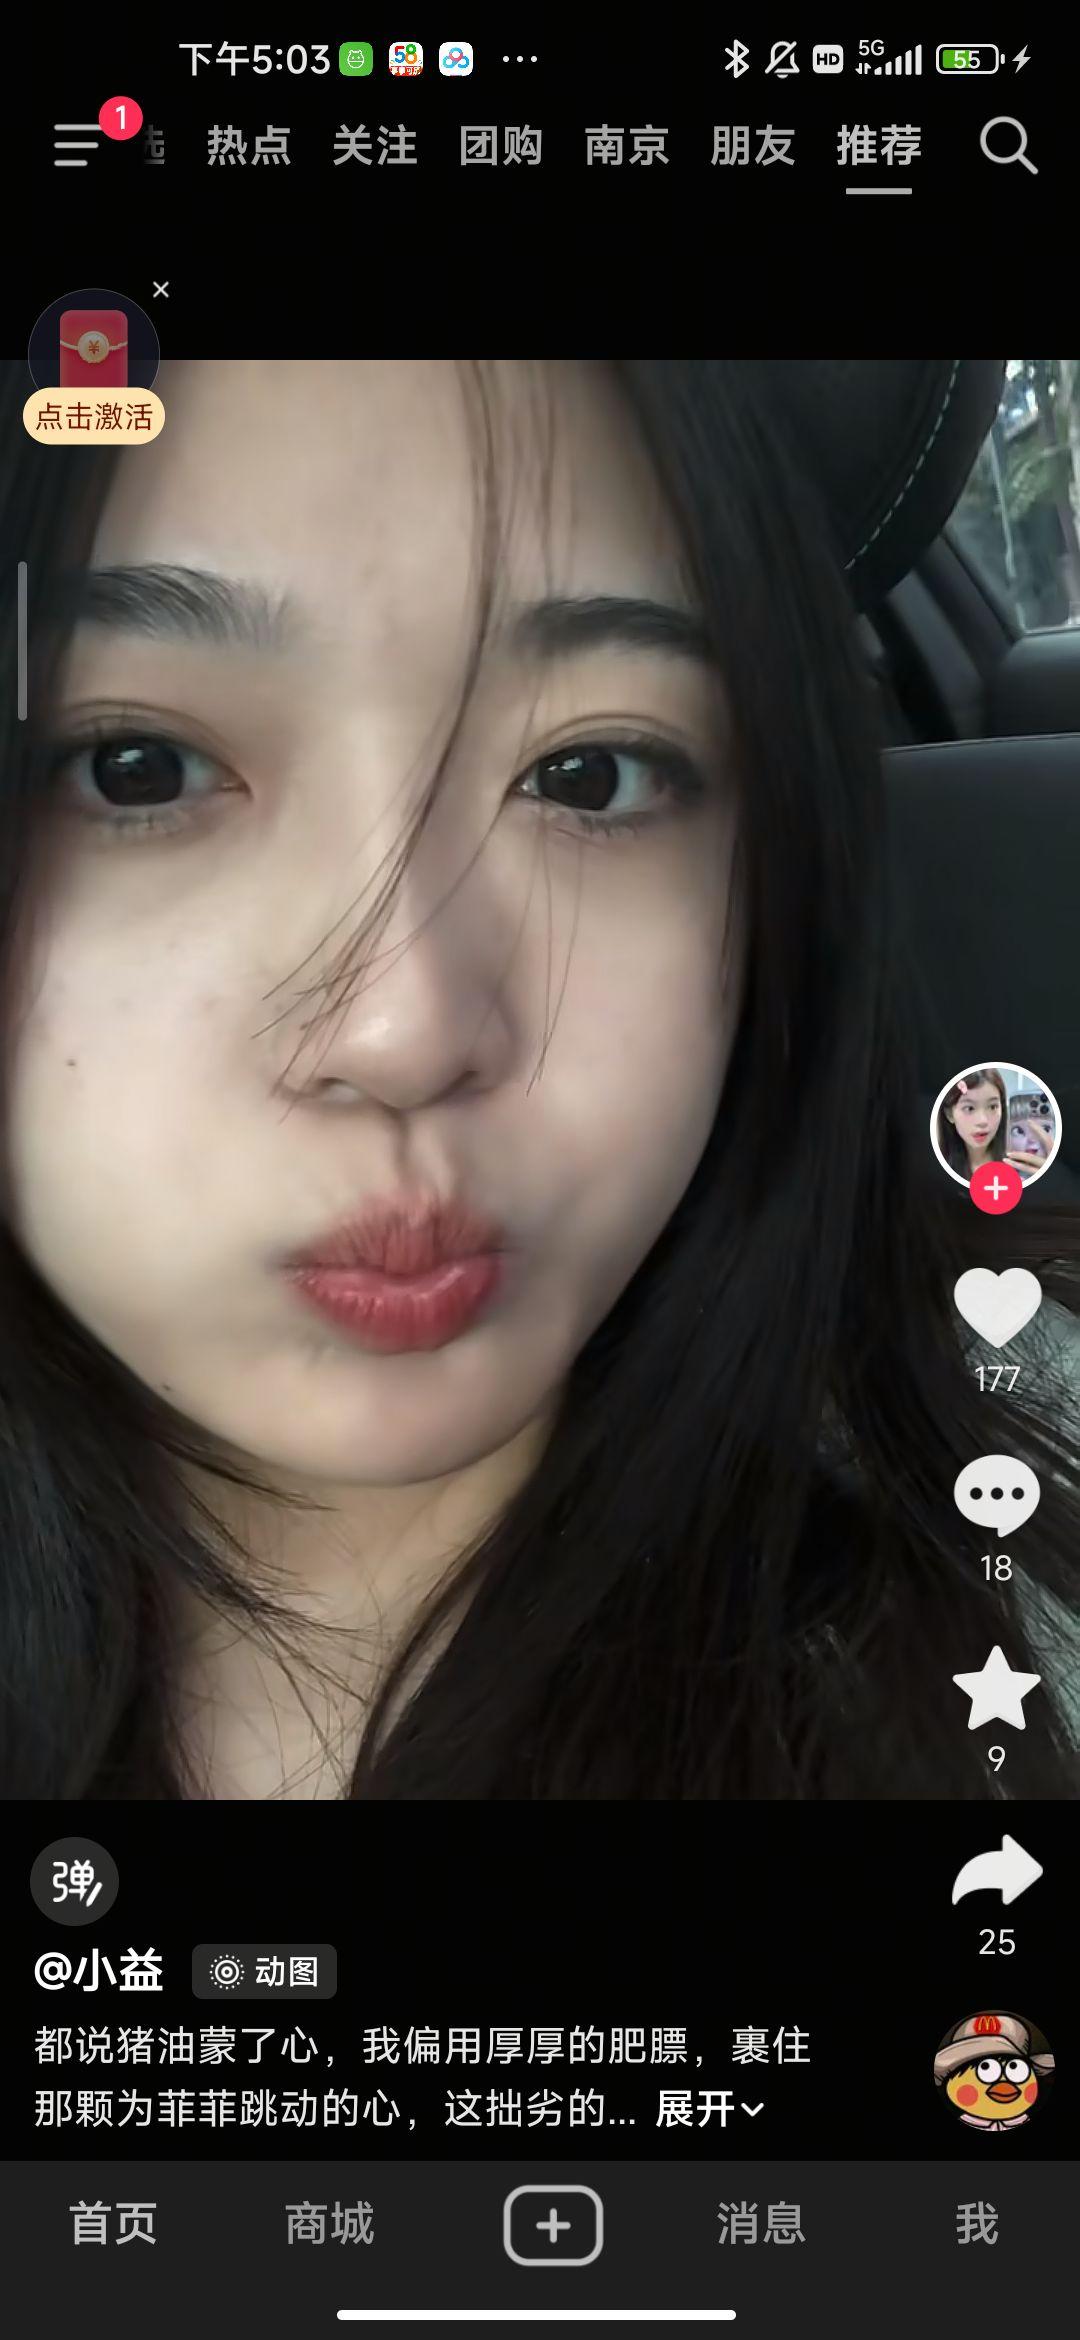 下午5:03
58
HD
5G
55
1
热点 关注 团购 南京 朋友 推荐
点击激活
177
18
9
弹
25
@小益 动图
都说猪油蒙了心，我偏用厚厚的肥膘，裹住
那颗为菲菲跳动的心，这拙劣的... 展开
首页 商城 消息 我